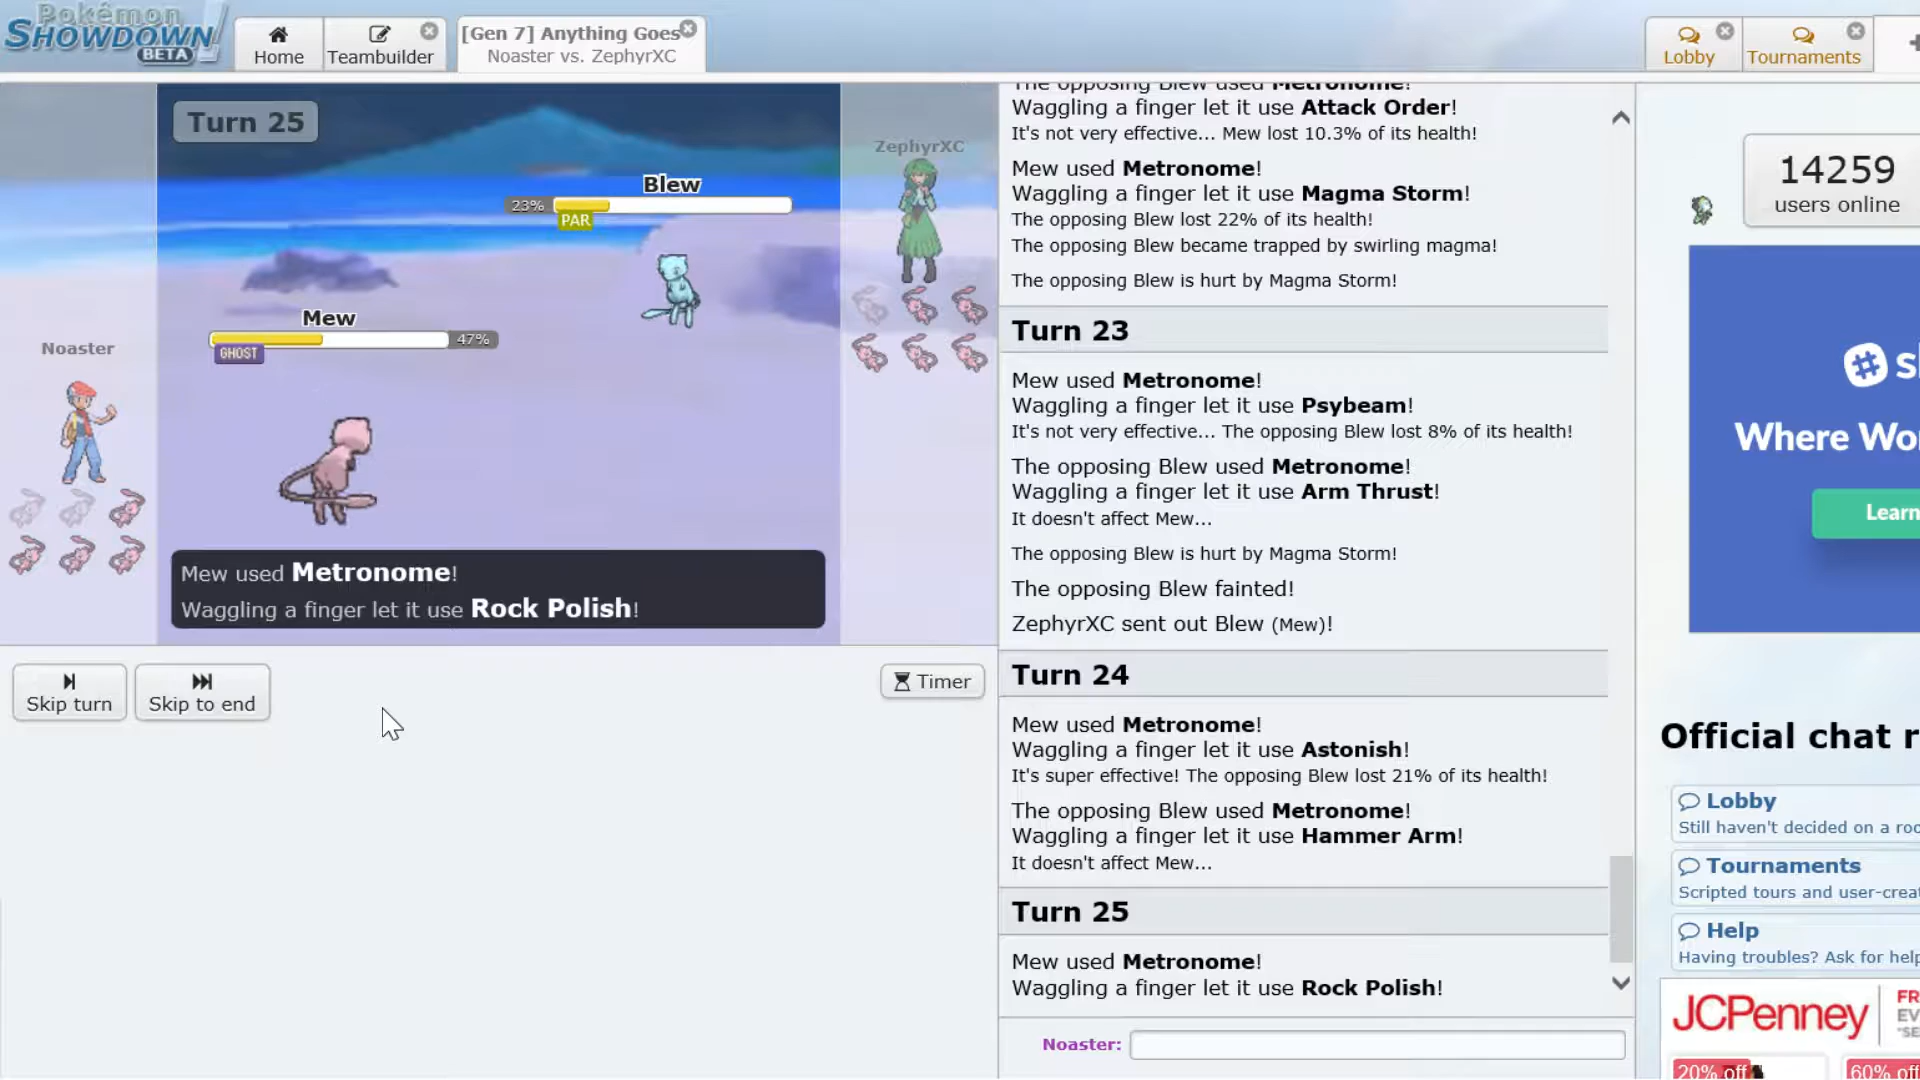 Pokémon
SHOWDOWN
BETA
Home
Teambuilder
[Gen 7] Anything Goes
Noaster vs. ZephyrXC
Lobby
Tournaments
Turn 25
Blew
23%
PAR
Mew
47%
GHOST
Noaster
ZephyrXC
Mew used Metronome!
Waggling a finger let it use Rock Polish!
Skip turn
Skip to end
Timer
The opposing Blew used Metronome!
Waggling a finger let it use Attack Order!
It's not very effective... Mew lost 10.3% of its health!
Mew used Metronome!
Waggling a finger let it use Magma Storm!
The opposing Blew lost 22% of its health!
The opposing Blew became trapped by swirling magma!
The opposing Blew is hurt by Magma Storm!
Turn 23
Mew used Metronome!
Waggling a finger let it use Psybeam!
It's not very effective... The opposing Blew lost 8% of its health!
The opposing Blew used Metronome!
Waggling a finger let it use Arm Thrust!
It doesn't affect Mew...
The opposing Blew is hurt by Magma Storm!
The opposing Blew fainted!
ZephyrXC sent out Blew (Mew)!
Turn 24
Mew used Metronome!
Waggling a finger let it use Astonish!
It's super effective! The opposing Blew lost 21% of its health!
The opposing Blew used Metronome!
Waggling a finger let it use Hammer Arm!
It doesn't affect Mew...
Turn 25
Mew used Metronome!
Waggling a finger let it use Rock Polish!
Noaster:
14259
users online
Where Wo
Learn
Official chat r
Lobby
Still haven't decided on a roo
Tournaments
Scripted tours and user-creat
Help
Having troubles? Ask for help
JCPenney
FR
EV
"SE
20% off
60% off